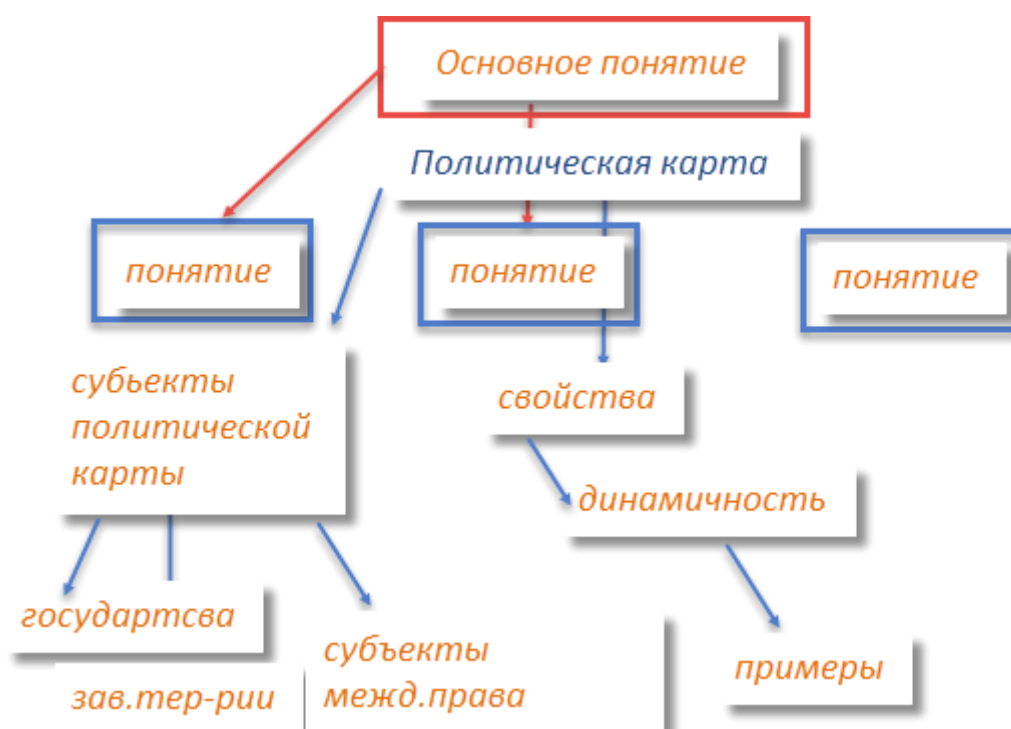 Основное понятие
Политическая карта
понятие
понятие
понятие
субьекты
политической
карты
свойства
динамичность
государтсва
зав.тер-рии
субъекты
межд.права
примеры